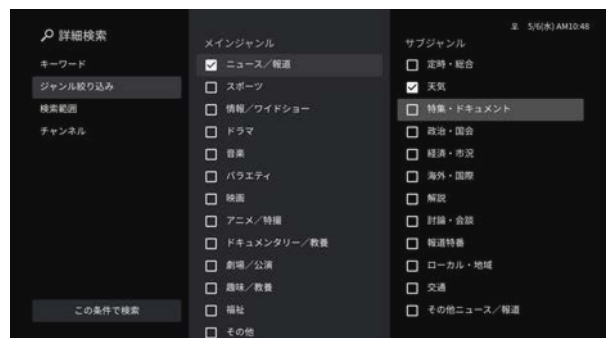 詳細検索
キーワード
ジャンル絞り込み
検索範囲
チャンネル
この条件で検索
メインジャンル
ニュース／報道
スポーツ
情報／ワイドショー
ドラマ
音楽
バラエティ
映画
アニメ／特撮
ドキュメンタリー／教養
劇場／公演
趣味／教養
福祉
その他
5/6(水) AM10:48
サブジャンル
定時・総合
天気
特集・ドキュメント
政治・国会
経済・市況
海外・国際
解説
討論・会談
報道特番
ローカル・地域
交通
その他ニュース／報道